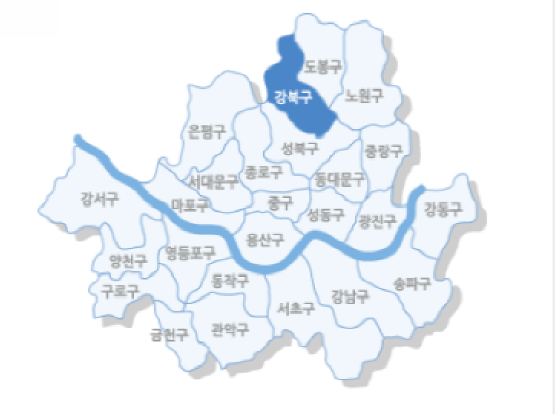 도봉구
강북구
노원구
은평구
성북구
중랑구
서대문구
종로구
동대문구
강서구
마포구
중구
성동구
광진구
강동구
용산구
양천구
영등포구
동작구
송파구
구로구
서초구
강남구
금천구
관악구